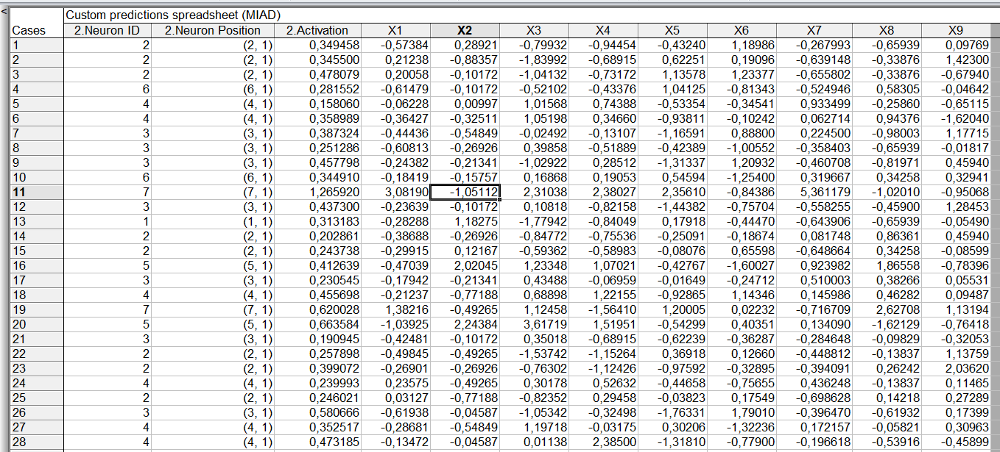 <
Custom predictions spreadsheet (MIAD)
Cases 2.Neuron ID 2.Neuron Position 2.Activation X1 X2 X3 X4 X5 X6 X7 X8 X9
1 2 (2, 1) 0,349458 -0,57384 0,28921 -0,79932 -0,94454 -0,43240 1,18986 -0,267993 -0,65939 0,09769
2 2 (2, 1) 0,345500 0,21238 -0,88357 -1,83992 -0,68915 0,62251 0,19096 -0,639148 -0,33876 1,42300
3 2 (2, 1) 0,478079 0,20058 -0,10172 -1,04132 -0,73172 1,13578 1,23377 -0,655802 -0,33876 -0,67940
4 6 (6, 1) 0,281552 -0,61479 -0,10172 -0,52102 -0,43376 1,04125 -0,81343 -0,524946 0,58305 -0,04642
5 4 (4, 1) 0,158060 -0,06228 0,00997 1,01568 0,74388 -0,53354 -0,34541 0,933499 -0,25860 -0,65115
6 4 (4, 1) 0,358989 -0,36427 -0,32511 1,05198 0,34660 -0,93811 -0,10242 0,062714 0,94376 -1,62040
7 3 (3, 1) 0,387324 -0,44436 -0,54849 -0,02492 -0,13107 -1,16591 0,88800 0,224500 -0,98003 1,17715
8 3 (3, 1) 0,251286 -0,60813 -0,26926 0,39858 -0,51889 -0,42389 -1,00552 -0,358403 -0,65939 -0,01817
9 3 (3, 1) 0,457798 -0,24382 -0,21341 -1,02922 0,28512 -1,31337 1,20932 -0,460708 -0,81971 0,45940
10 6 (6, 1) 0,344910 -0,18419 -0,15757 0,16868 0,19053 0,54594 -1,25400 0,319667 0,34258 0,32941
11 7 (7, 1) 1,265920 3,08190 -1,05112 2,31038 2,38027 2,35610 -0,84386 5,361179 -1,02010 -0,95068
12 3 (3, 1) 0,437300 -0,23639 -0,10172 0,10818 -0,82158 -1,44382 -0,75704 -0,558255 -0,45900 1,28453
13 1 (1, 1) 0,313183 -0,28288 1,18275 -1,77942 -0,84049 0,17918 -0,44470 -0,643906 -0,65939 -0,05490
14 2 (2, 1) 0,202861 -0,38688 -0,26926 -0,84772 -0,75536 -0,25091 -0,18674 0,081748 0,86361 0,45940
15 2 (2, 1) 0,243738 -0,29915 0,12167 -0,59362 -0,58983 -0,08076 0,65598 -0,648664 0,34258 -0,08599
16 5 (5, 1) 0,412639 -0,47039 2,02045 1,23348 1,07021 -0,42767 -1,60027 0,923982 1,86558 -0,78396
17 3 (3, 1) 0,230545 -0,17942 -0,21341 0,43488 -0,06959 -0,01649 -0,24712 0,510003 0,38266 0,05531
18 4 (4, 1) 0,455698 -0,21237 -0,77188 0,68898 1,22155 -0,92865 1,14346 0,145986 0,46282 0,09487
19 7 (7, 1) 0,620028 1,38216 -0,49265 1,12458 -1,56410 1,20005 0,02232 -0,716709 2,62708 1,13194
20 5 (5, 1) 0,663584 -1,03925 2,24384 3,61719 1,51951 -0,54299 0,40351 0,134090 -1,62129 -0,76418
21 3 (3, 1) 0,190945 -0,42481 -0,10172 0,35018 -0,68915 -0,62239 -0,36287 -0,284648 -0,09829 -0,32053
22 2 (2, 1) 0,257898 -0,49845 -0,49265 -1,53742 -1,15264 0,36918 0,12660 -0,448812 -0,13837 1,13759
23 2 (2, 1) 0,399072 -0,26901 -0,26926 -0,76302 -1,12426 -0,97592 -0,32895 -0,394091 0,26242 2,03620
24 4 (4, 1) 0,239993 0,23575 -0,49265 0,30178 0,52632 -0,44658 -0,75655 0,436248 -0,13837 0,11465
25 2 (2, 1) 0,246021 0,03127 -0,77188 -0,82352 0,29458 -0,03823 0,17549 -0,698628 0,14218 0,27289
26 3 (3, 1) 0,580666 -0,61938 -0,04587 -1,05342 -0,32498 -1,76331 1,79010 -0,396470 -0,61932 0,17399
27 4 (4, 1) 0,352517 -0,28681 -0,54849 1,19718 -0,03175 0,30206 -1,32236 0,172157 -0,05821 0,30963
28 4 (4, 1) 0,473185 -0,13472 -0,04587 0,01138 2,38500 -1,31810 -0,77900 -0,196618 -0,53916 -0,45899